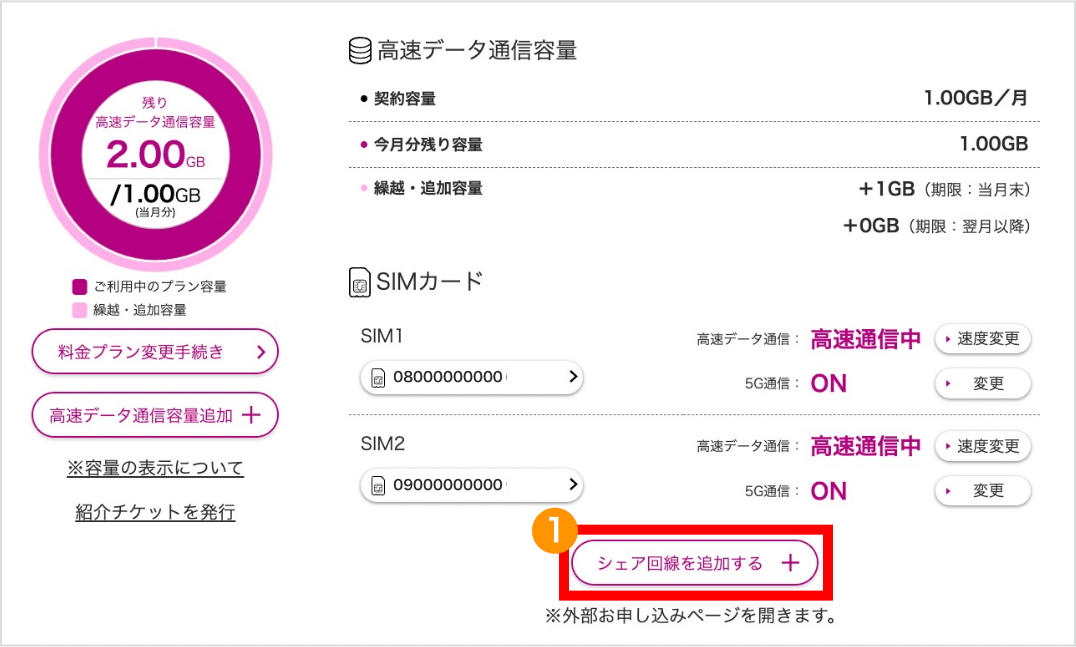 残り
高速データ通信容量
2.00GB
/1.00GB
(当月分)
ご利用中のプラン容量
繰越・追加容量
料金プラン変更手続き
高速データ通信容量追加 +
※容量の表示について
紹介チケットを発行
高速データ通信容量
契約容量 1.00GB/月
今月分残り容量 1.00GB
繰越・追加容量 +1GB(期限:当月末)
+0GB(期限:翌月以降)
SIMカード
SIM1 高速データ通信: 高速通信中 速度変更
08000000000 5G通信: ON 変更
SIM2 高速データ通信: 高速通信中 速度変更
09000000000 5G通信: ON 変更
1
シェア回線を追加する +
※外部お申し込みページを開きます。